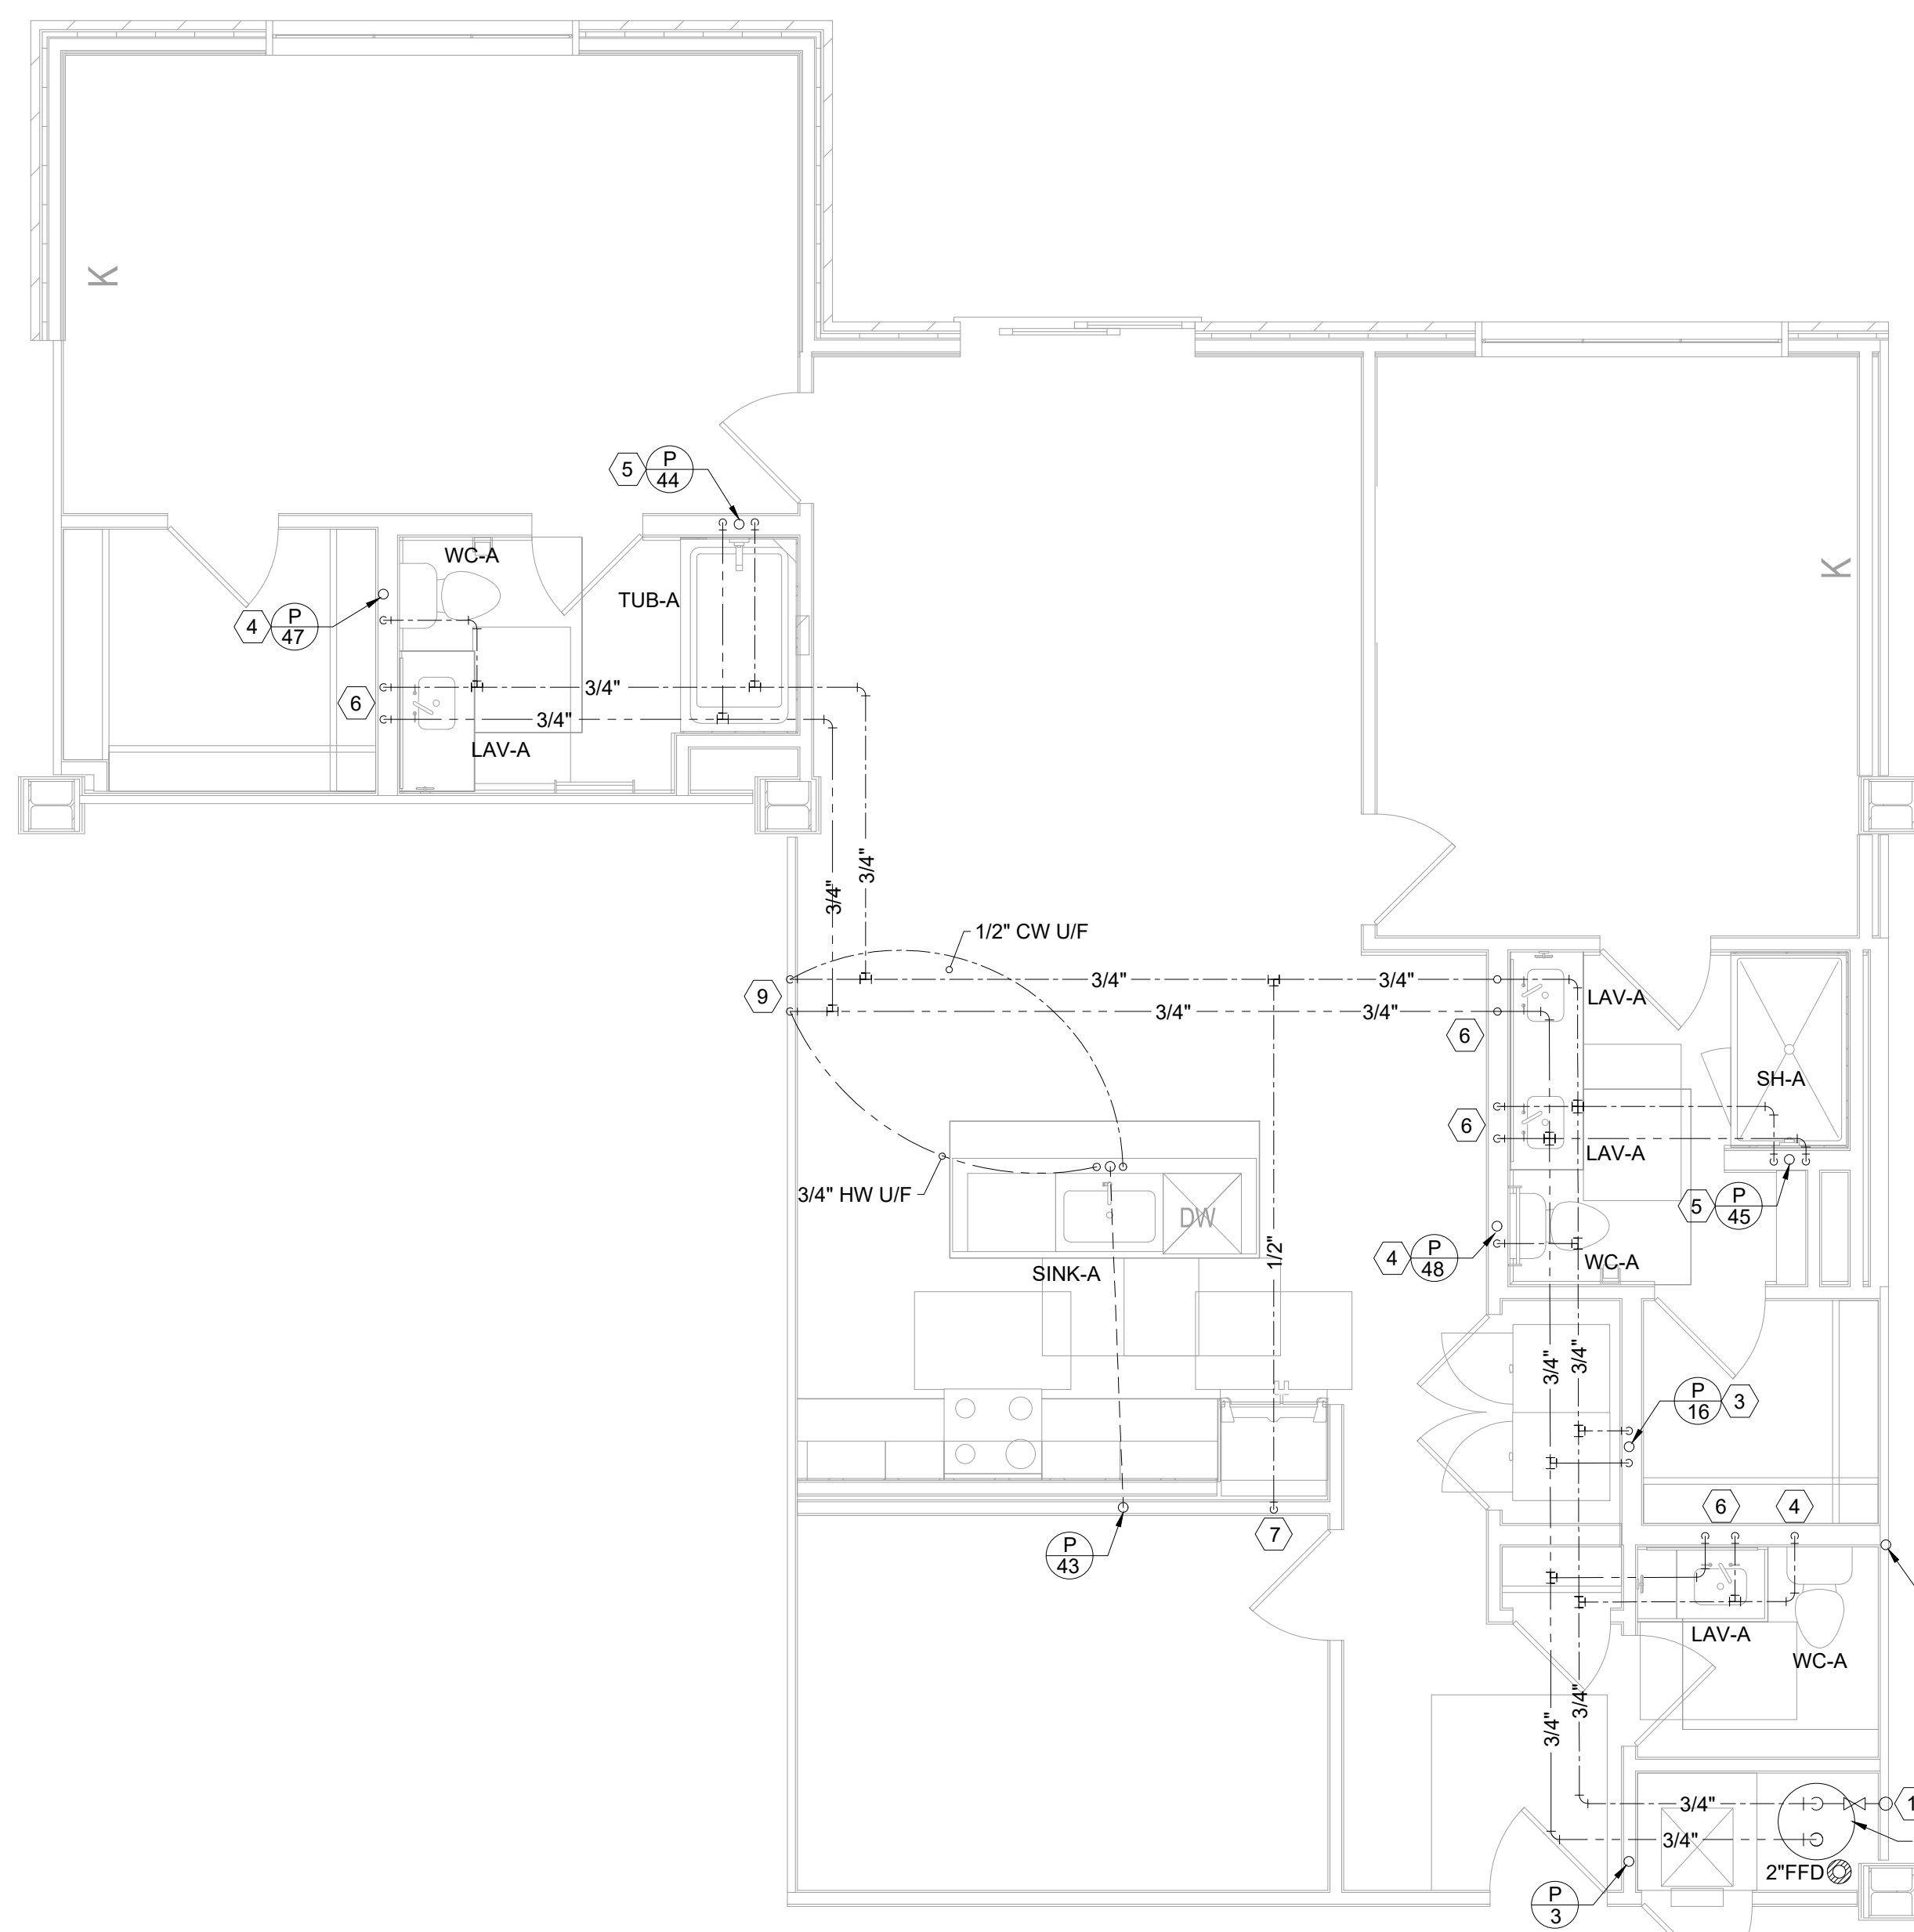 K
K
5
P
44
WC-A
TUB-A
4
P
47
3/4"
6
3/4"
LAV-A
3/4"
3/4"
1/2" CW U/F
9
3/4"
3/4"
3/4"
3/4"
LAV-A
6
SH-A
6
LAV-A
3/4" HW U/F
DW
5
P
45
1/2"
4
P
48
WC-A
SINK-A
3/4"
3/4"
P
16
3
6
4
7
P
43
LAV-A
WC-A
3/4"
3/4"
3/4"
1
3/4"
2"FFD
P
3